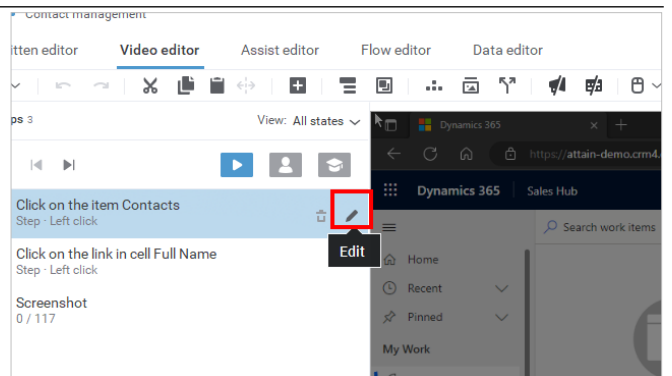 Contact management
itten editor Video editor Assist editor Flow editor Data editor
ps 3 View: All states
Dynamics 365
https://attain-demo.crm4.
Dynamics 365 Sales Hub
Click on the item Contacts
Step - Left click
Search work items
Edit
Click on the link in cell Full Name
Step - Left click
Home
Recent
Screenshot
0 / 117
Pinned
My Work